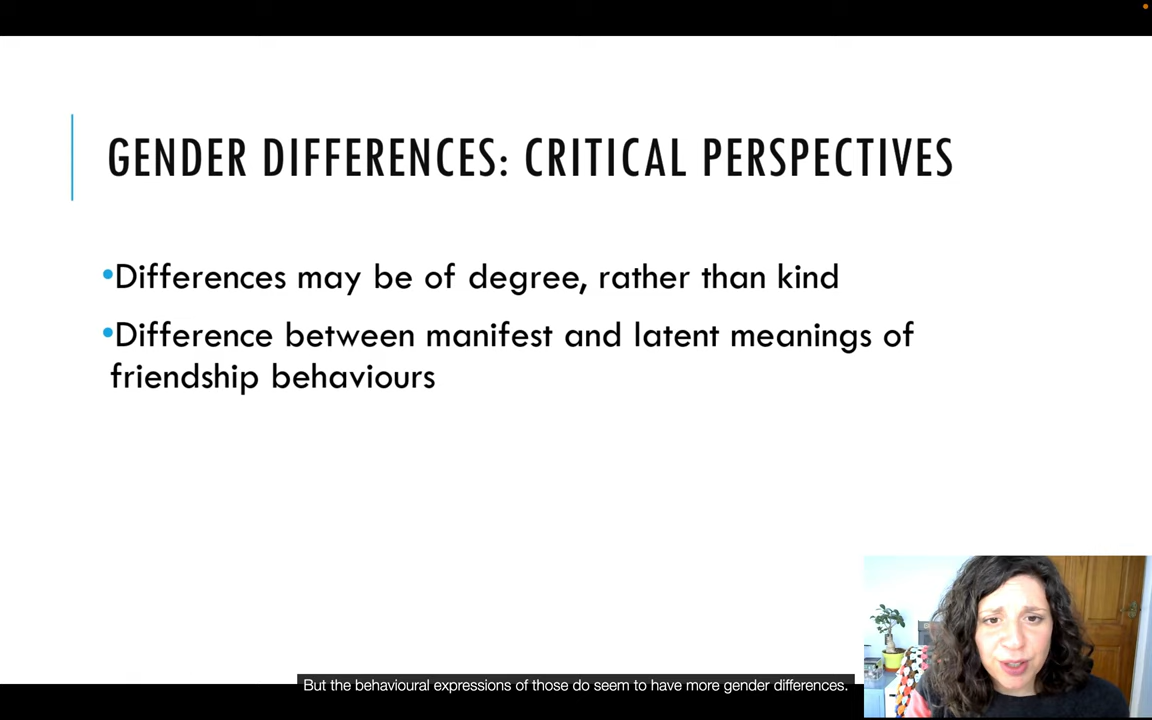 GENDER DIFFERENCES: CRITICAL PERSPECTIVES
•Differences may be of degree, rather than kind
•Difference between manifest and latent meanings of
friendship behaviours
But the behavioural expressions of those do seem to have more gender differences.